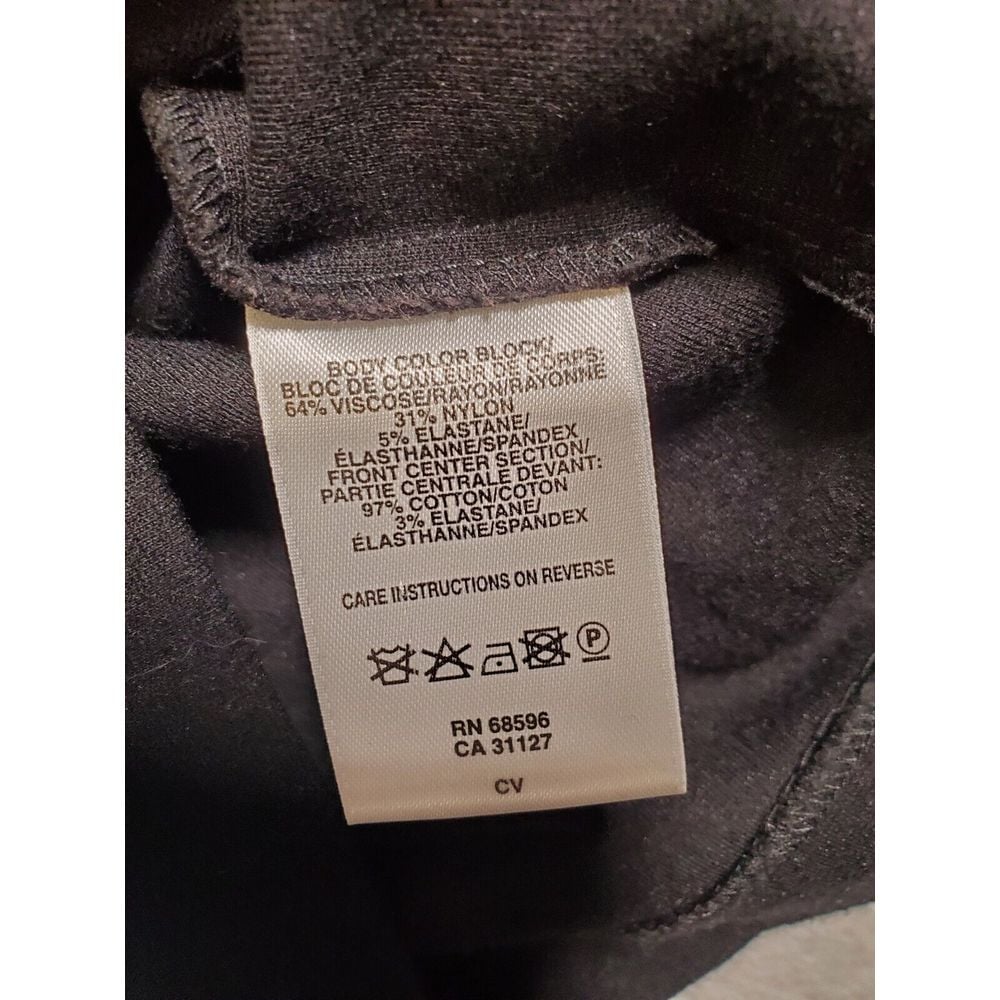 BODY COLOR BLOCK/
BLOC DE COULEUR DE CORPS:
64% VISCOSE/RAYON/RAYONNE
31% NYLON
5% ELASTANE/
ÉLASTHANNE/SPANDEX
FRONT CENTER SECTION/
PARTIE CENTRALE DEVANT:
97% COTTON/COTON
3% ELASTANE/
ÉLASTHANNE/SPANDEX
CARE INSTRUCTIONS ON REVERSE
P
RN 68596
CA 31127
CV